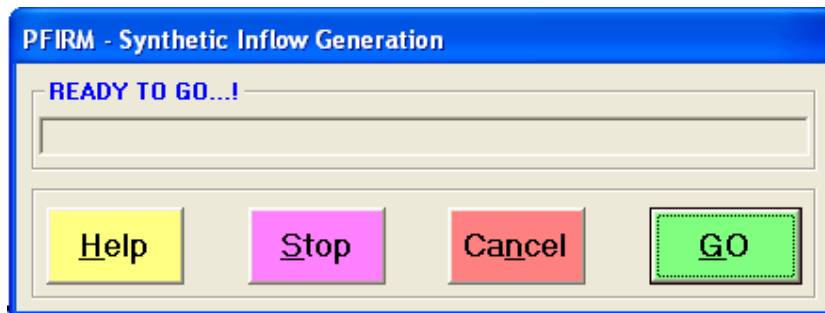 PFIRM - Synthetic Inflow Generation
READY TO GO...!
Help Stop Cancel GO